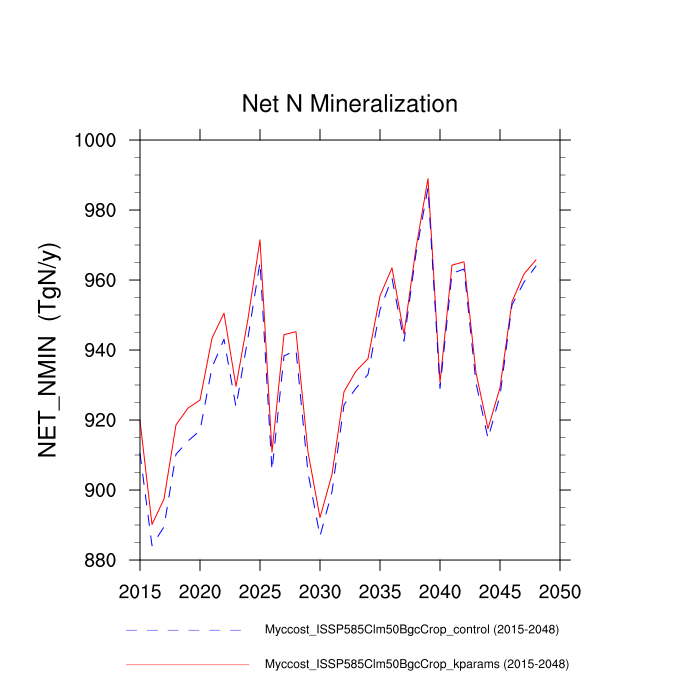 Net N Mineralization
NET_NMIN (TgN/y)
1000
980
960
940
920
900
880
2015 2020 2025 2030 2035 2040 2045 2050
Myccost_ISSP585Clm50BgcCrop_control (2015-2048)
Myccost_ISSP585Clm50BgcCrop_kparams (2015-2048)